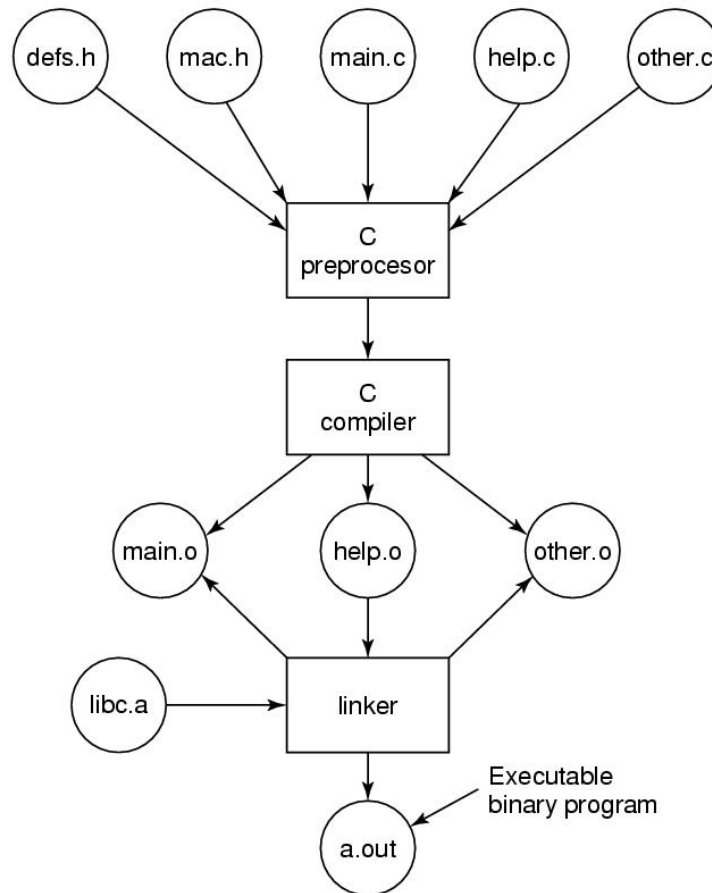 defs.h
mac.h
main.c
help.c
other.c
C
preprocesor
C
compiler
main.o
help.o
other.o
libc.a
linker
Executable
binary program
a.out